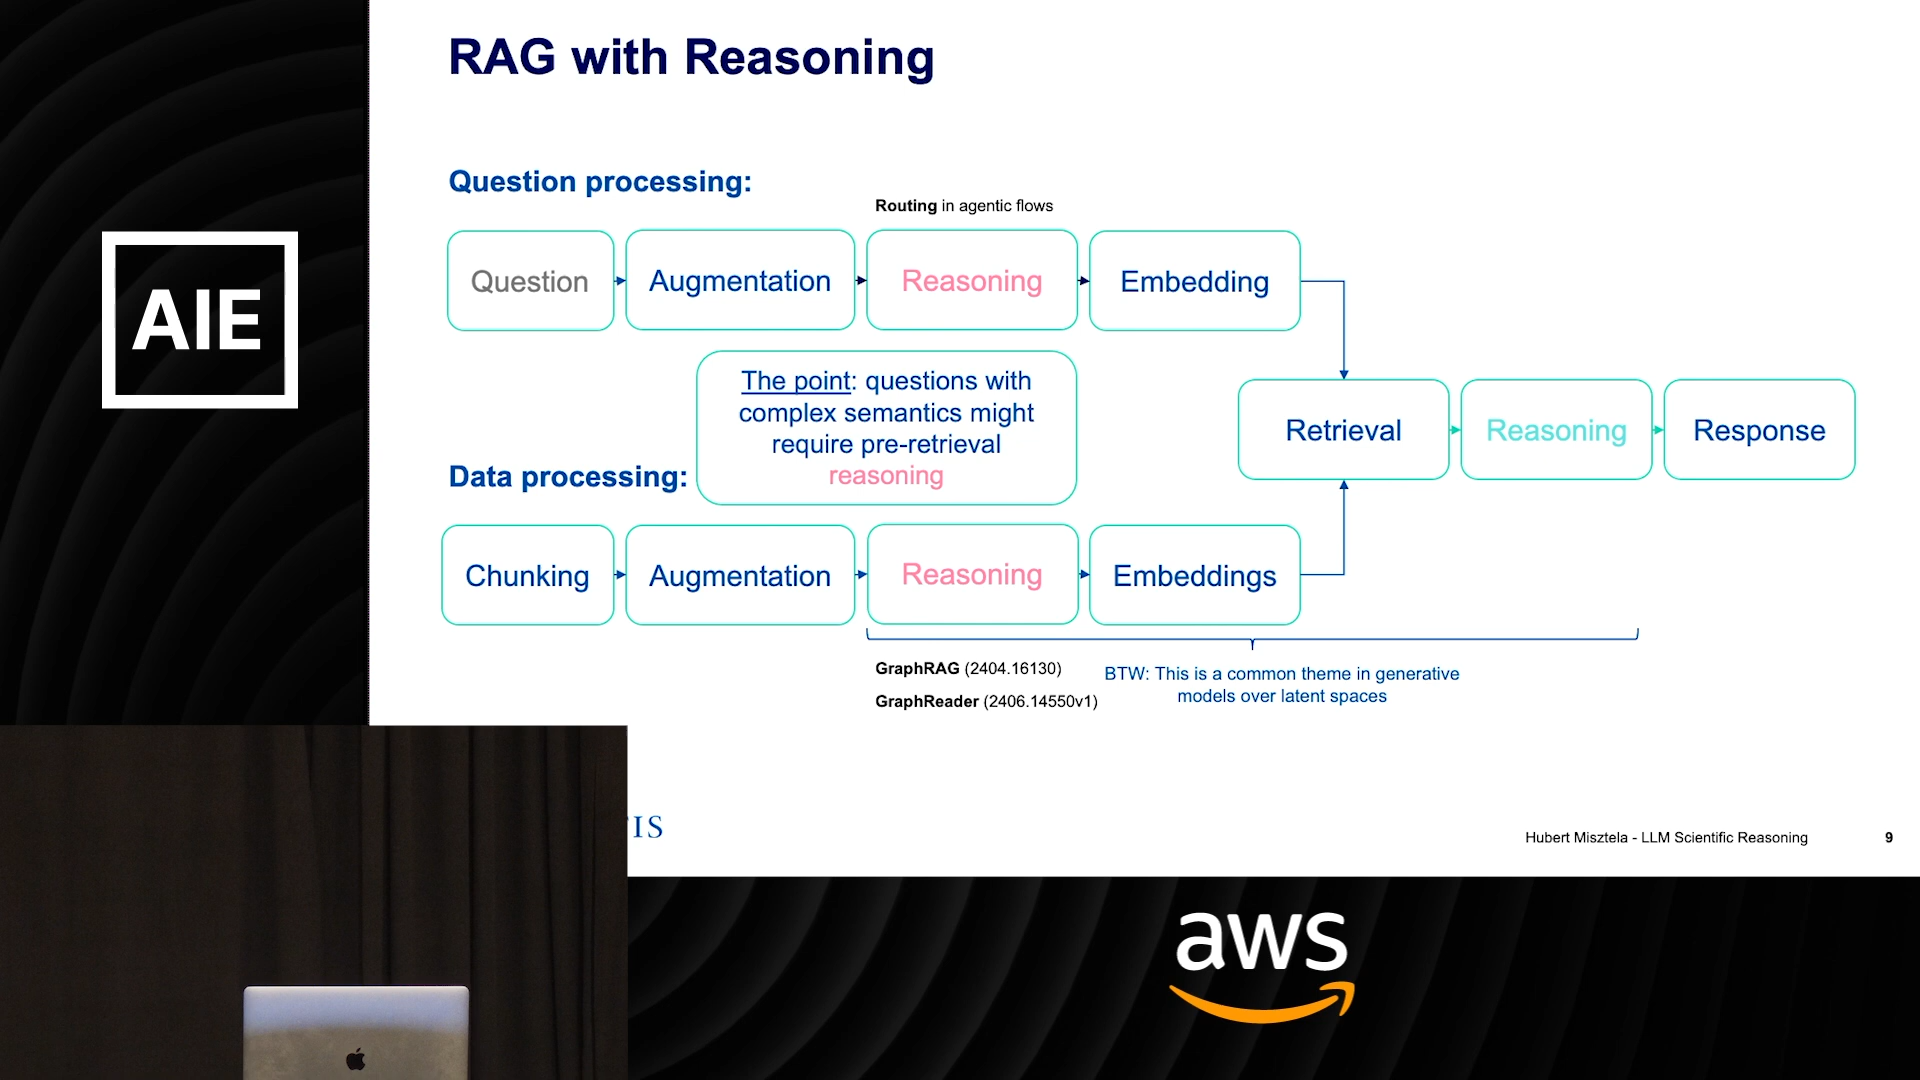 RAG with Reasoning
Question processing:
Routing in agentic flows
Question
Augmentation
Reasoning
Embedding
The point: questions with
complex semantics might
require pre-retrieval
reasoning
Retrieval
Reasoning
Response
Data processing:
Chunking
Augmentation
Reasoning
Embeddings
GraphRAG (2404.16130)
GraphReader (2406.14550v1)
BTW: This is a common theme in generative
models over latent spaces
Hubert Misztela - LLM Scientific Reasoning
9
AIE
aws